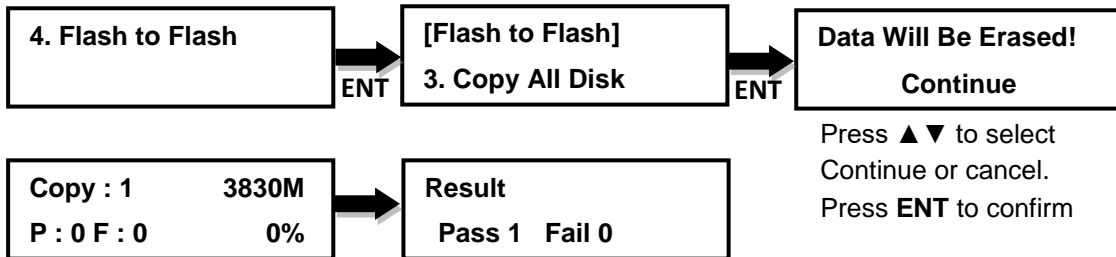 4. Flash to Flash
ENT
[Flash to Flash]
3. Copy All Disk
ENT
Data Will Be Erased!
Continue
Press ▲▼ to select
Continue or cancel.
Press ENT to confirm
Copy : 1 3830M
P : 0 F : 0 0%
Result
Pass 1 Fail 0